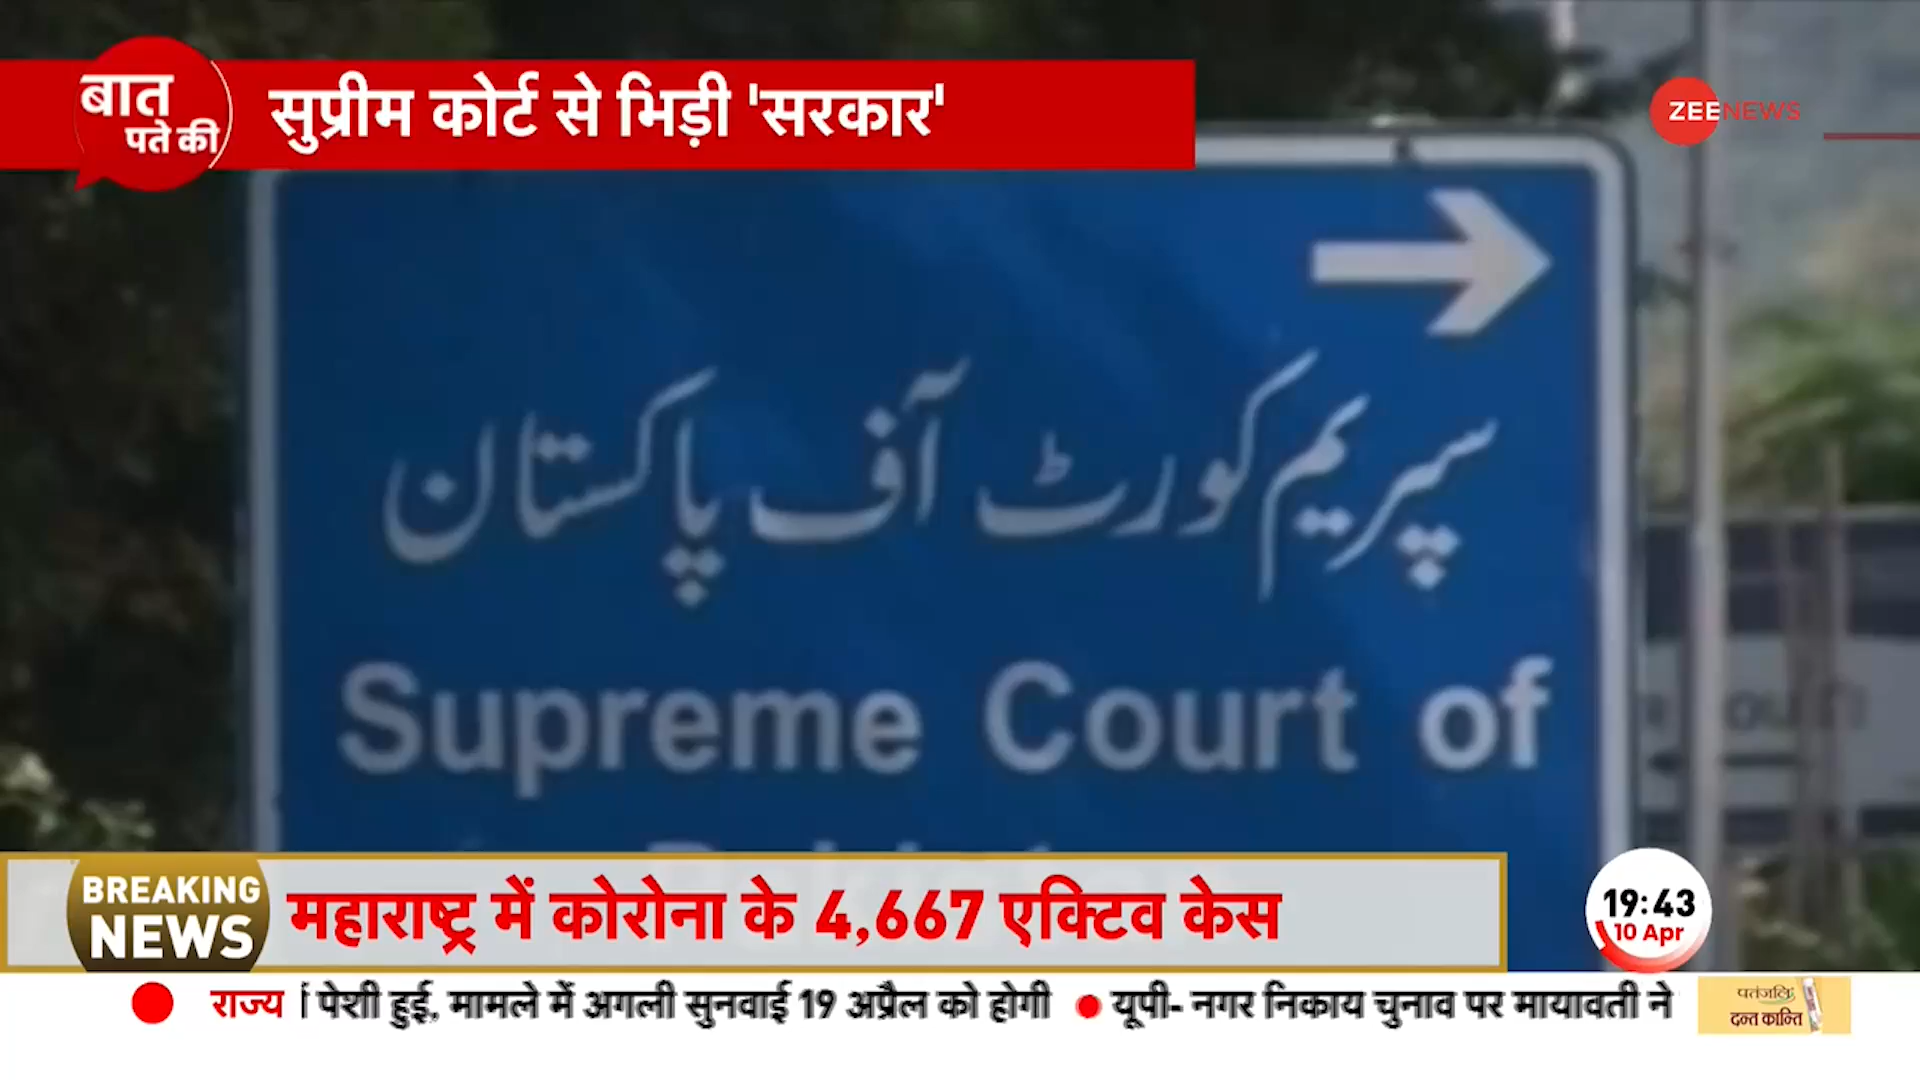 बात
पते की
सुप्रीम कोर्ट से भिड़ी 'सरकार'
ZEENEWS
سپریم کورٹ آف پاکستان
Supreme Court of
BREAKING
NEWS
महाराष्ट्र में कोरोना के 4,667 एक्टिव केस
19:43
10 Apr
राज्य
पेशी हुई, मामले में अगली सुनवाई 19 अप्रैल को होगी
यूपी- नगर निकाय चुनाव पर मायावती ने
पतंजलि
दन्त कान्ति